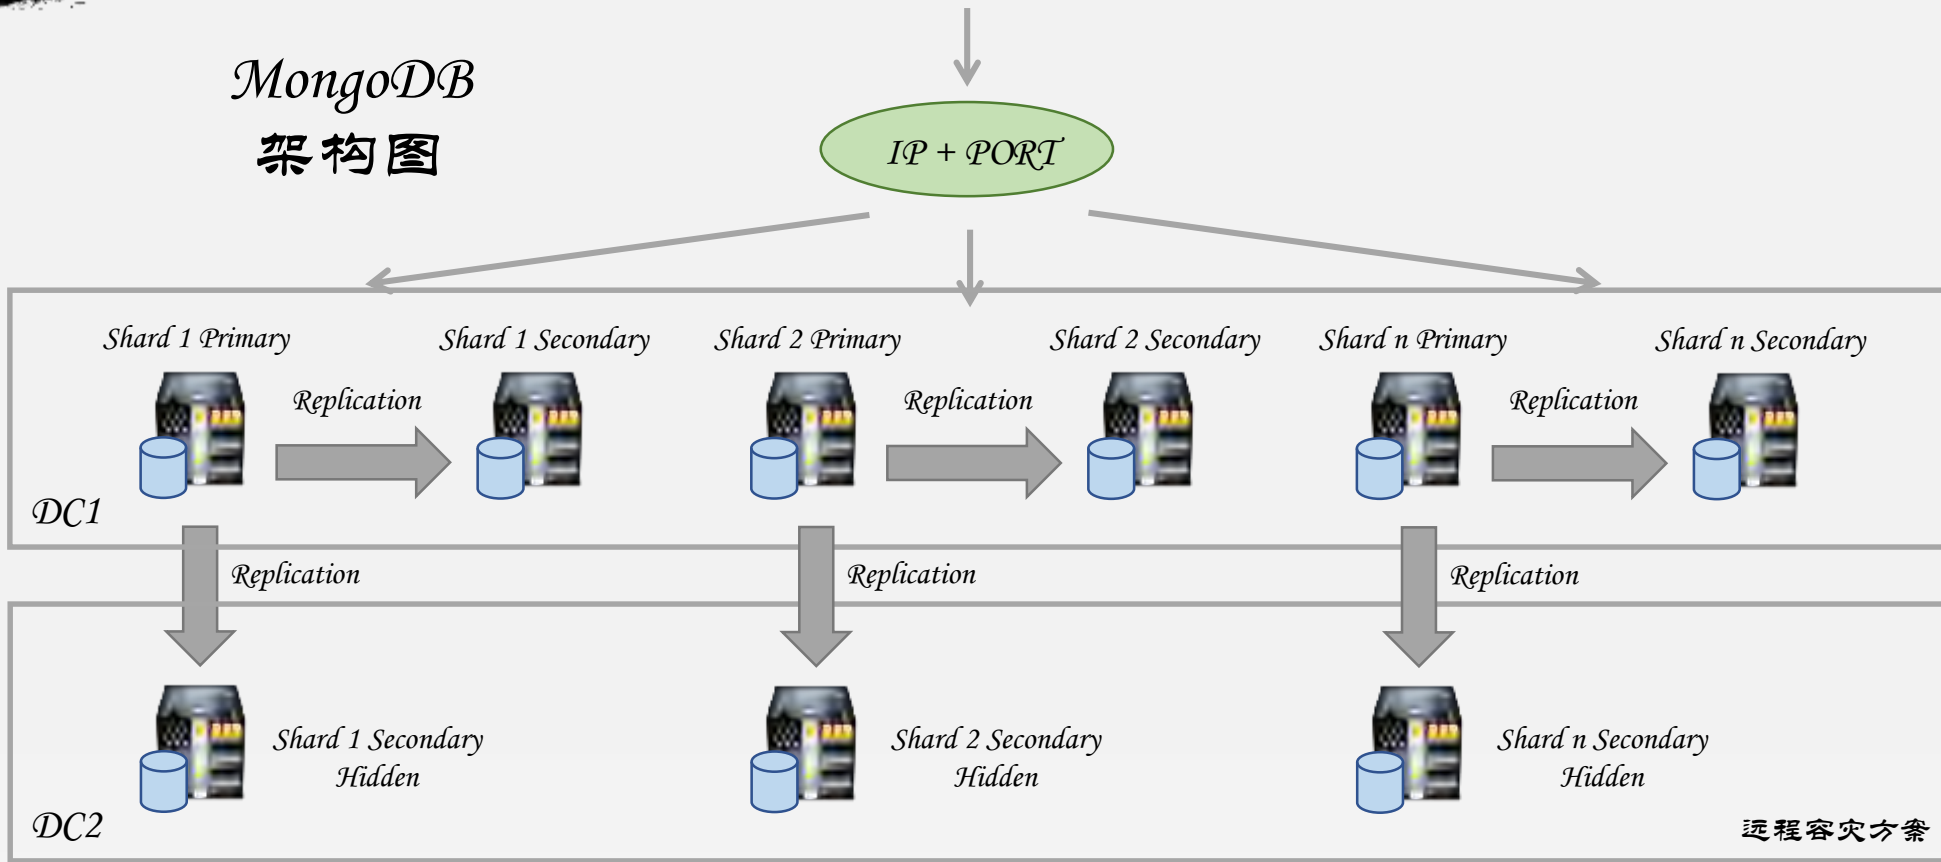 MongoDB
架构图
IP + PORT
Shard 1 Primary
Shard 1 Secondary
Shard 2 Primary
Shard 2 Secondary
Shard n Primary
Shard n Secondary
Replication
Replication
Replication
DC1
Replication
Replication
Replication
Shard 1 Secondary
Hidden
Shard 2 Secondary
Hidden
Shard n Secondary
Hidden
DC2
远程容灾方案